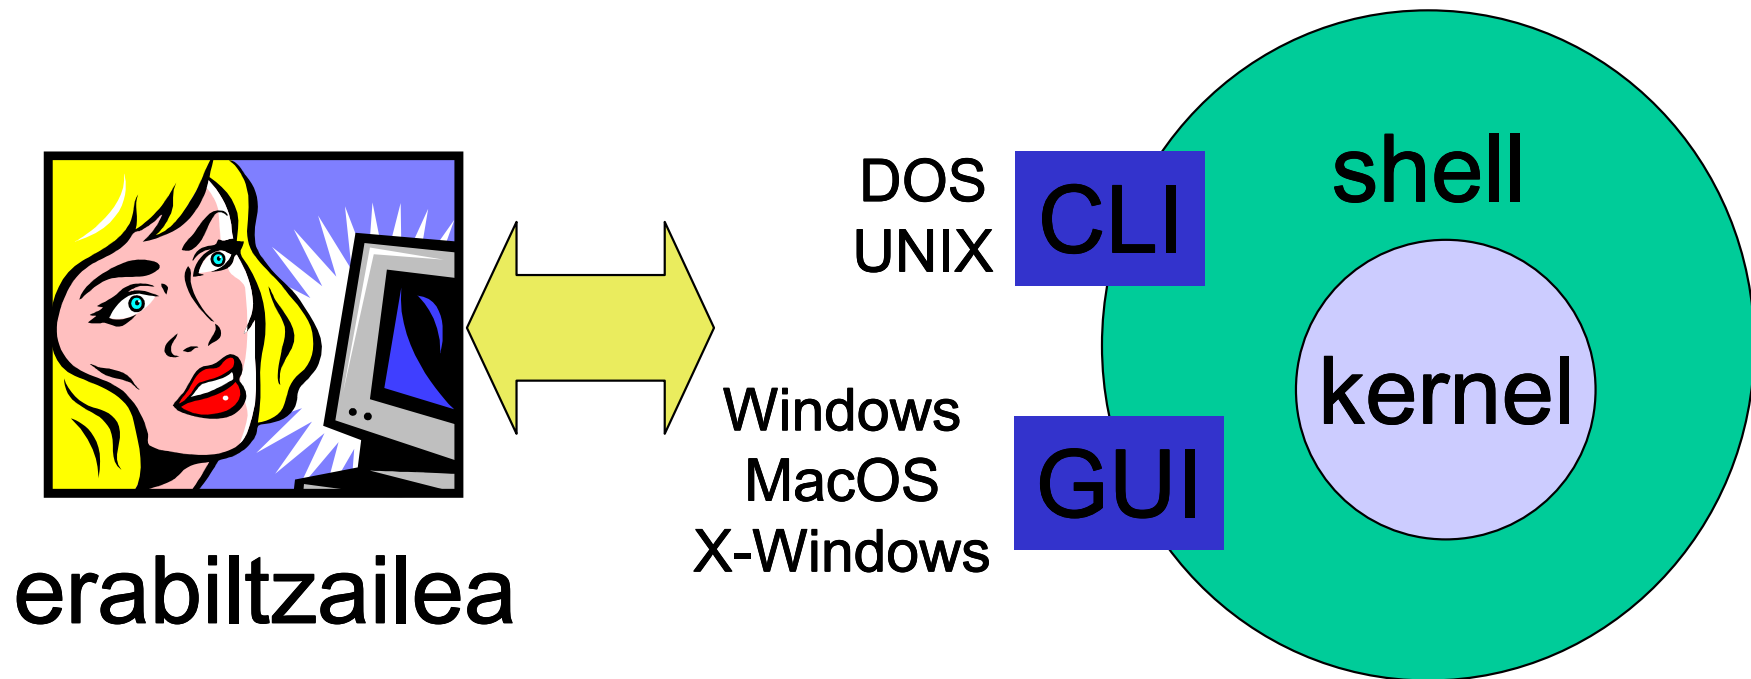 erabiltzailea
DOS
UNIX
CLI
Windows
MacOS
X-Windows
GUI
shell
kernel